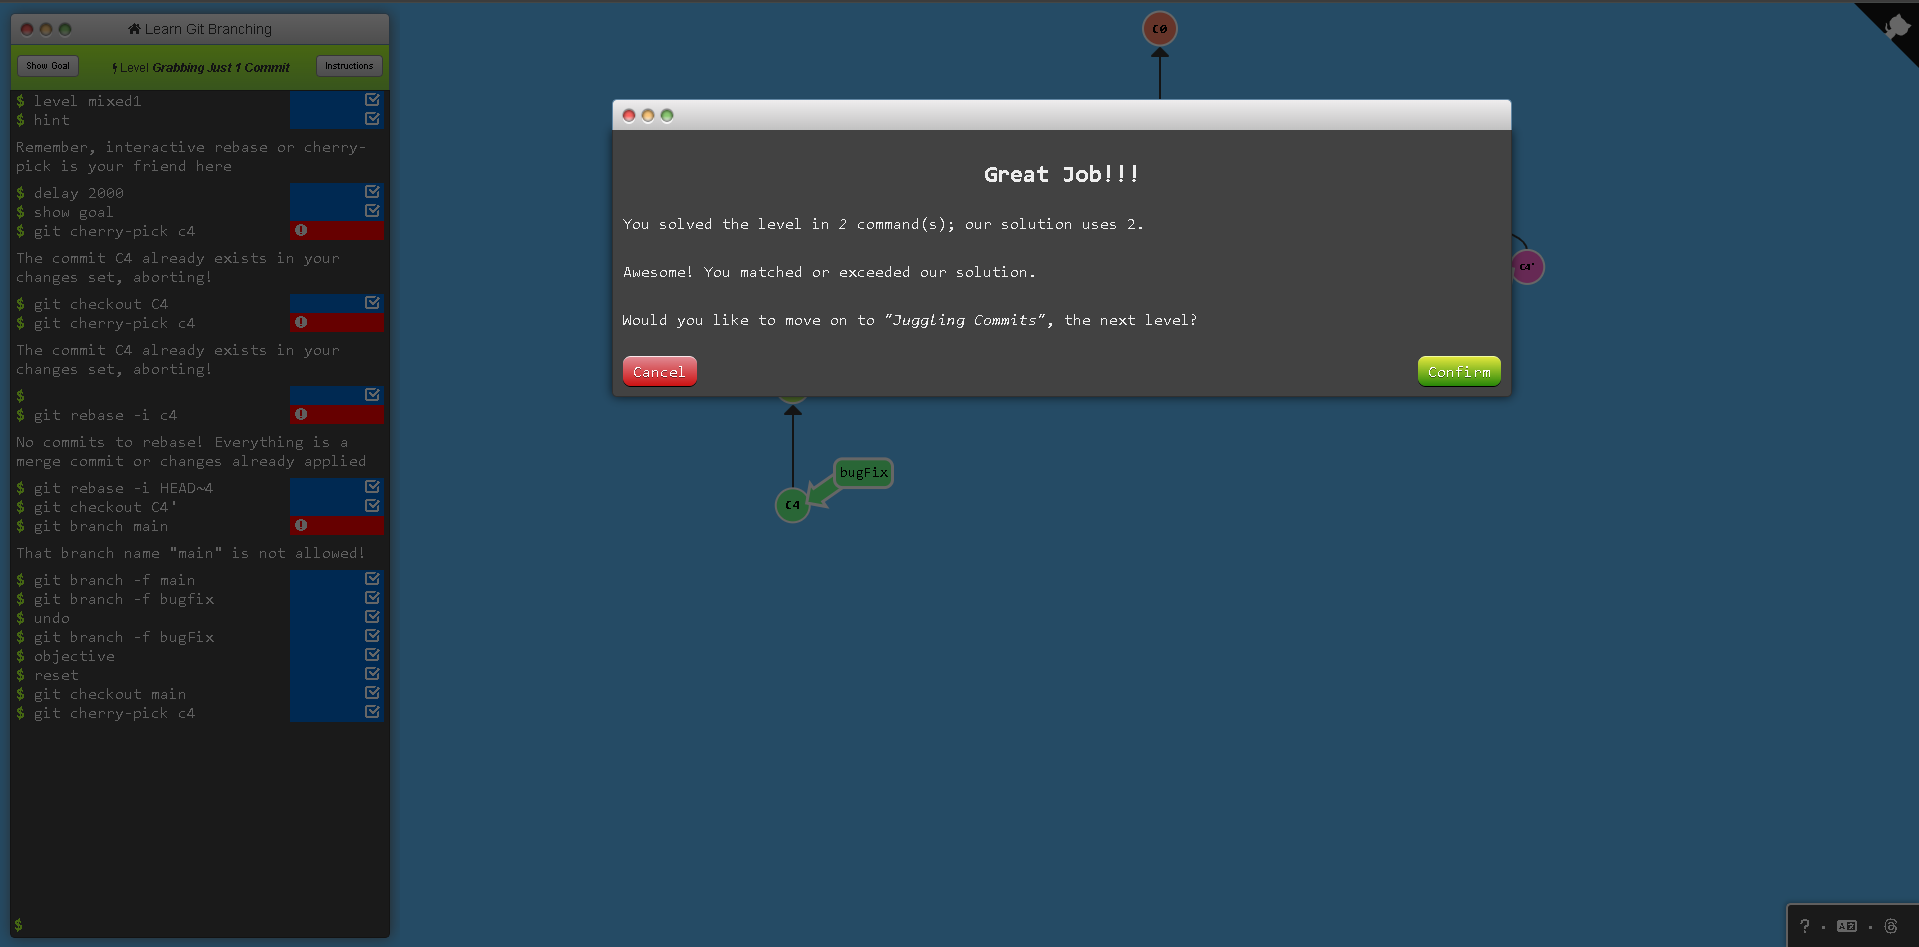 Learn Git Branching
Show Goal
Level Grabbing Just 1 Commit
Instructions
$ level mixed1
$ hint
Remember, interactive rebase or cherry-
pick is your friend here
$ delay 2000
$ show goal
$ git cherry-pick c4
The commit C4 already exists in your
changes set, aborting!
$ git checkout C4
$ git cherry-pick c4
The commit C4 already exists in your
changes set, aborting!
$
$ git rebase -i c4
No commits to rebase! Everything is a
merge commit or changes already applied
$ git rebase -i HEAD~4
$ git checkout C4'
$ git branch main
That branch name "main" is not allowed!
$ git branch -f main
$ git branch -f bugfix
$ undo
$ git branch -f bugFix
$ objective
$ reset
$ git checkout main
$ git cherry-pick c4
$
C0
Great Job!!!
You solved the level in 2 command(s); our solution uses 2.
Awesome! You matched or exceeded our solution.
Would you like to move on to "Juggling Commits", the next level?
Cancel
Confirm
C4'
bugFix
C4
?